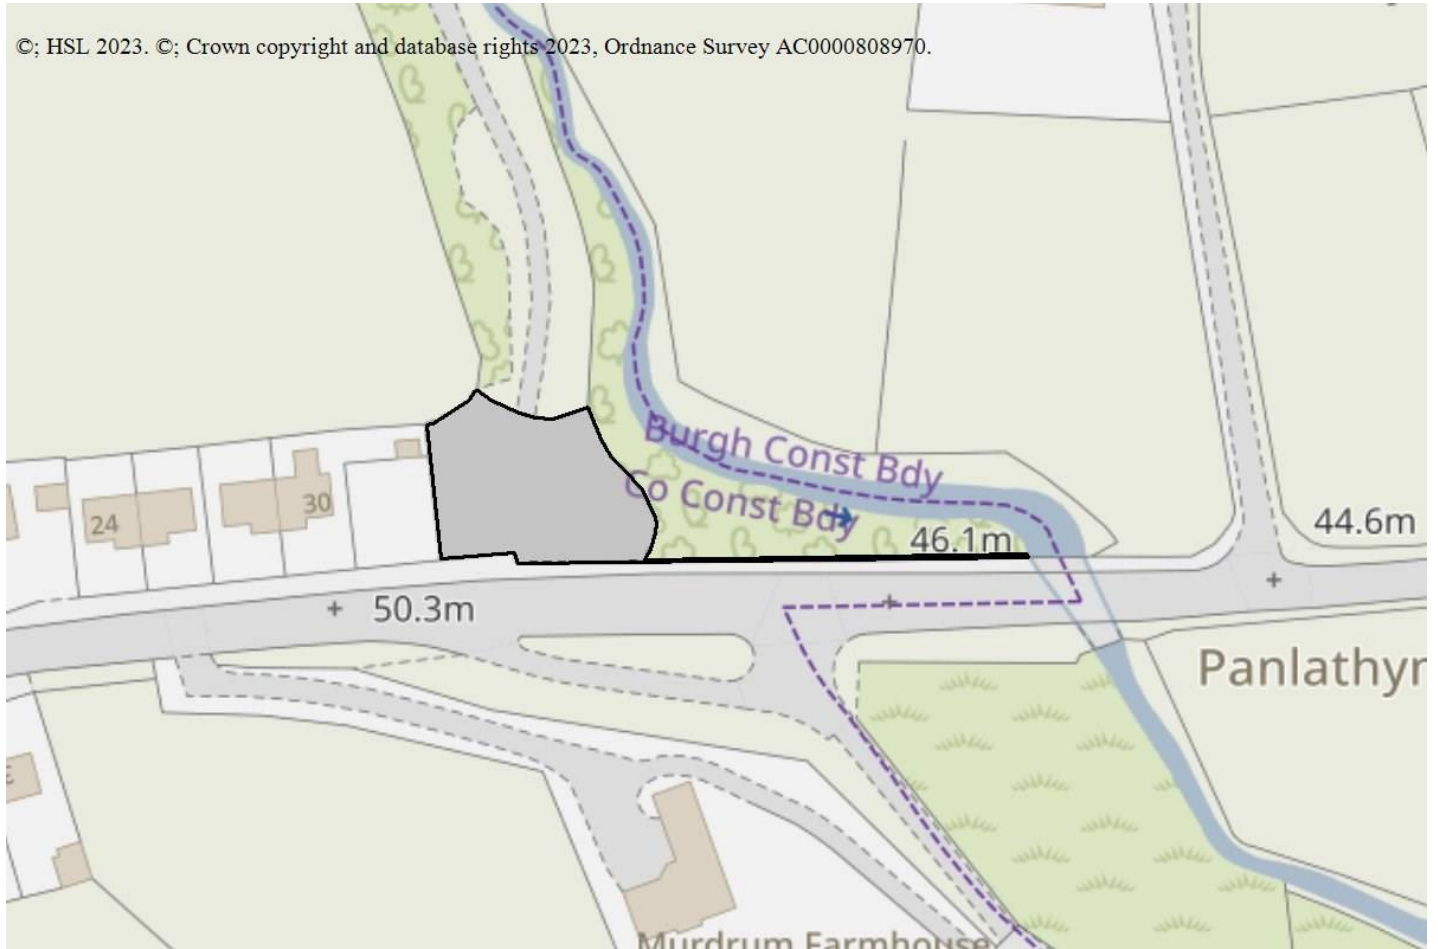 ©; HSL 2023. ©; Crown copyright and database rights 2023, Ordnance Survey AC0000808970.
Burgh Const Bdy
Co Const Bdy
46.1m
44.6m
30
24
50.3m
Panlathyn
Murdrum Farmhouse